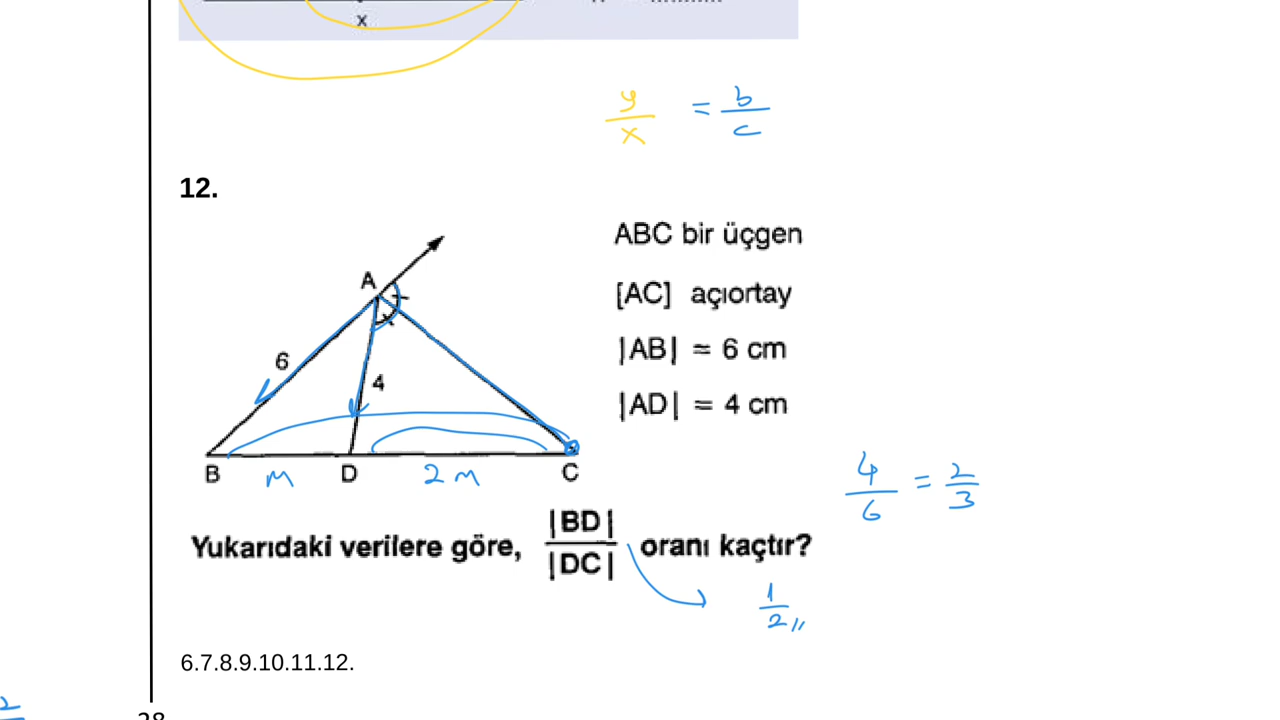 x
y/x = b/c
12.
ABC bir üçgen
[AC] açıortay
|AB| = 6 cm
|AD| = 4 cm
A
6
4
B M D 2M C
4/6 = 2/3
Yukarıdaki verilere göre, |BD|/|DC| oranı kaçtır?
1/2
6.7.8.9.10.11.12.